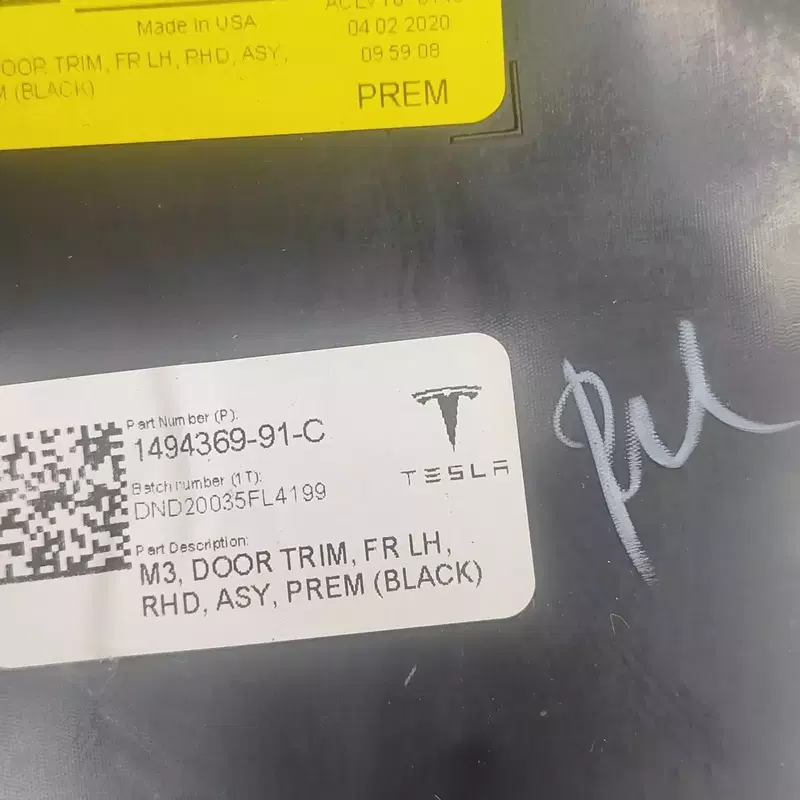 Made In USA
04 02 2020
OOR TRIM, FR LH, RHD, ASY,
09 59 08
(BLACK)
PREM
Part Number (P):
1494369-91-C
Batch number (1T):
DND20035FL4199
TESLA
Part Description:
M3, DOOR TRIM, FR LH,
RHD, ASY, PREM (BLACK)